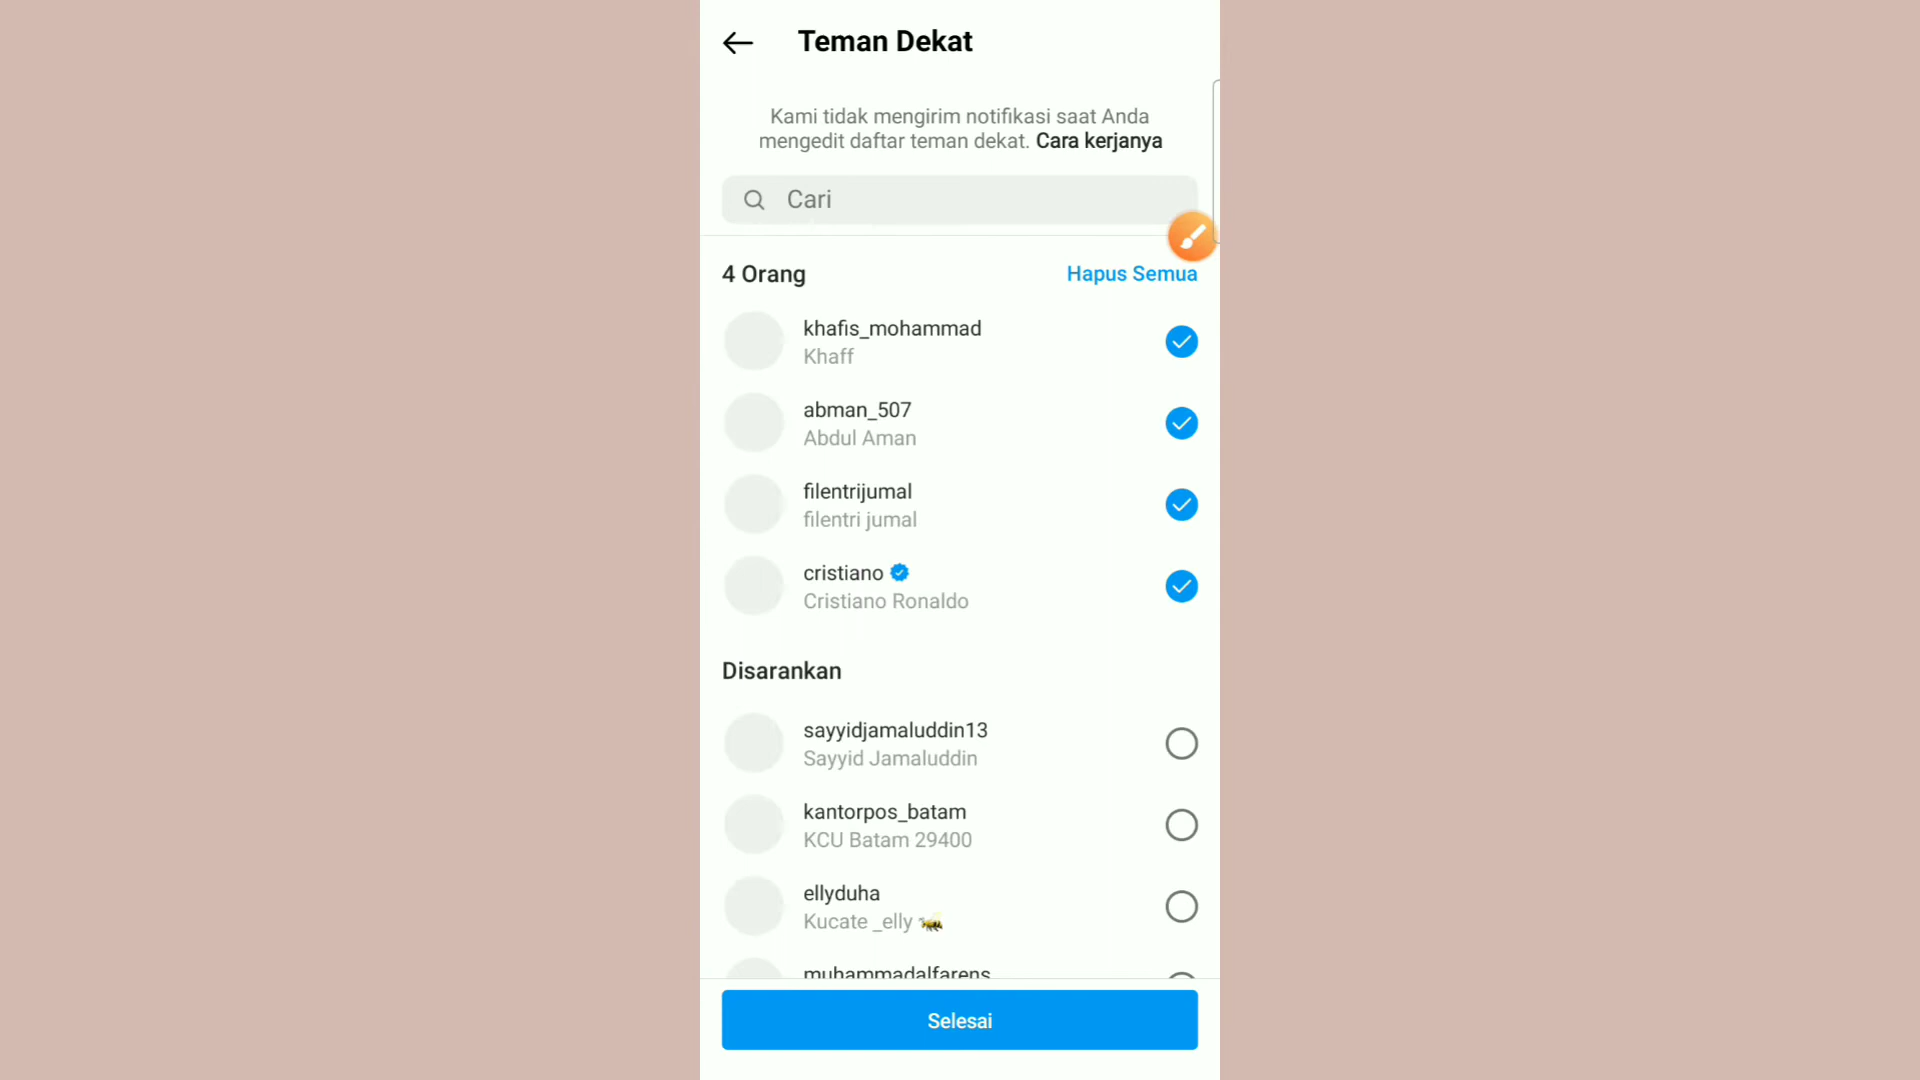 Teman Dekat
Kami tidak mengirim notifikasi saat Anda
mengedit daftar teman dekat. Cara kerjanya
Cari
4 Orang
Hapus Semua
khafis_mohammad
Khaff
abman_507
Abdul Aman
filentrijumal
filentri jumal
cristiano
Cristiano Ronaldo
Disarankan
sayyidjamaluddin13
Sayyid Jamaluddin
kantorpos_batam
KCU Batam 29400
ellyduha
Kucate _elly 🐝
muhammadalfarens
Selesai